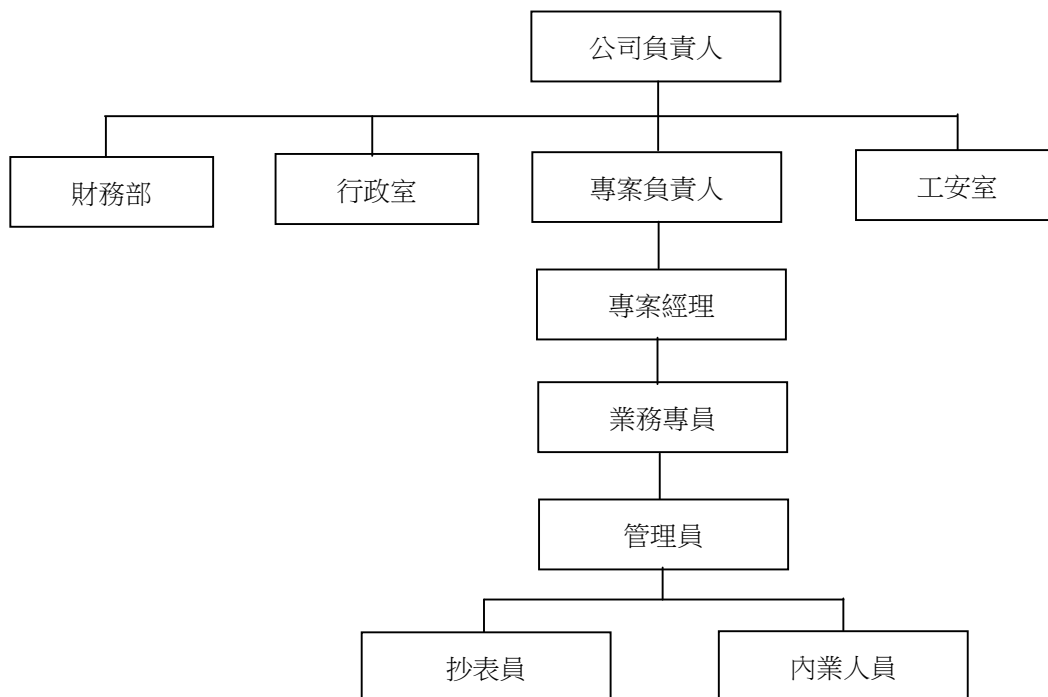 公司負責人
財務部
行政室
專案負責人
工安室
專案經理
業務專員
管理員
抄表員
內業人員